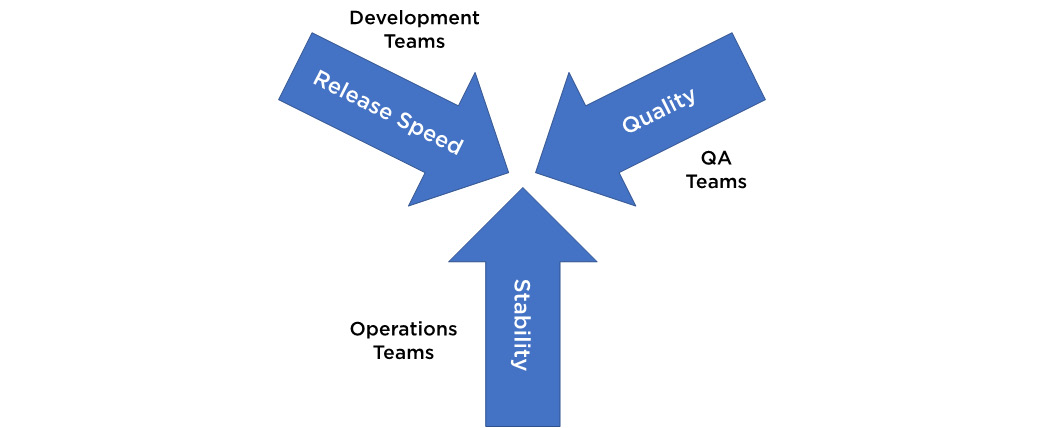 Development
Teams
Release Speed
Quality
QA
Teams
Stability
Operations
Teams